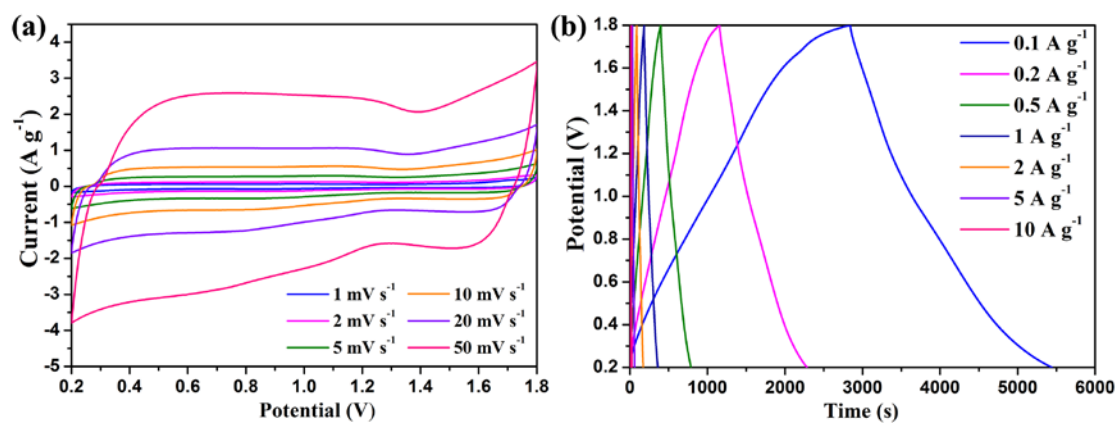 (a)
Current (A g⁻¹)
4
3
2
1
0
-1
-2
-3
-4
-5
1 mV s⁻¹ 10 mV s⁻¹
2 mV s⁻¹ 20 mV s⁻¹
5 mV s⁻¹ 50 mV s⁻¹
0.2 0.4 0.6 0.8 1.0 1.2 1.4 1.6 1.8
Potential (V)
(b)
Potential (V)
1.8
1.6
1.4
1.2
1.0
0.8
0.6
0.4
0.2
0.1 A g⁻¹
0.2 A g⁻¹
0.5 A g⁻¹
1 A g⁻¹
2 A g⁻¹
5 A g⁻¹
10 A g⁻¹
0 1000 2000 3000 4000 5000 6000
Time (s)